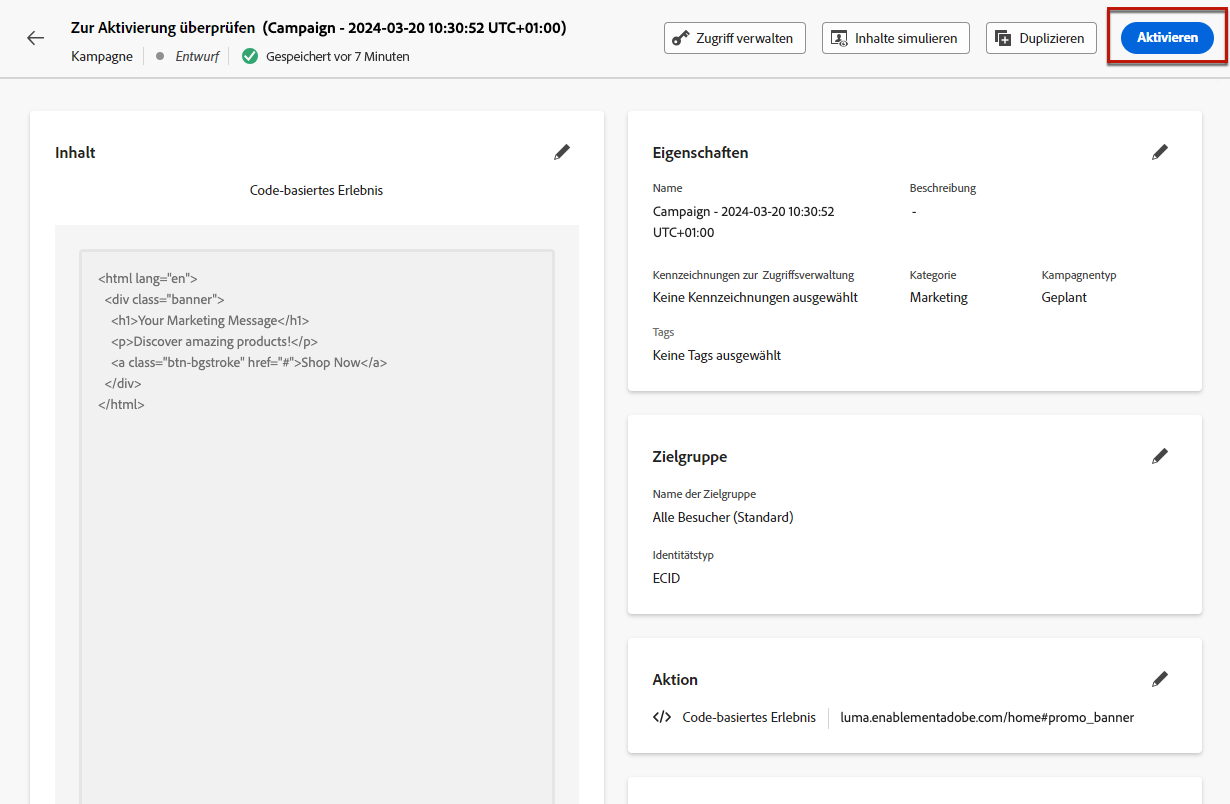 Zur Aktivierung überprüfen (Campaign - 2024-03-20 10:30:52 UTC+01:00)
Kampagne
Entwurf
Gespeichert vor 7 Minuten
Zugriff verwalten
Inhalte simulieren
Duplizieren
Aktivieren
Inhalt
Code-basiertes Erlebnis
<html lang="en">
<div class="banner">
<h1>Your Marketing Message</h1>
<p>Discover amazing products!</p>
<a class="btn-bgstroke" href="#">Shop Now</a>
</div>
</html>
Eigenschaften
Name
Beschreibung
Campaign - 2024-03-20 10:30:52
UTC+01:00
-
Kennzeichnungen zur Zugriffsverwaltung
Kategorie
Kampagnentyp
Keine Kennzeichnungen ausgewählt
Marketing
Geplant
Tags
Keine Tags ausgewählt
Zielgruppe
Name der Zielgruppe
Alle Besucher (Standard)
Identitätstyp
ECID
Aktion
</> Code-basiertes Erlebnis
luma.enablementadobe.com/home#promo_banner